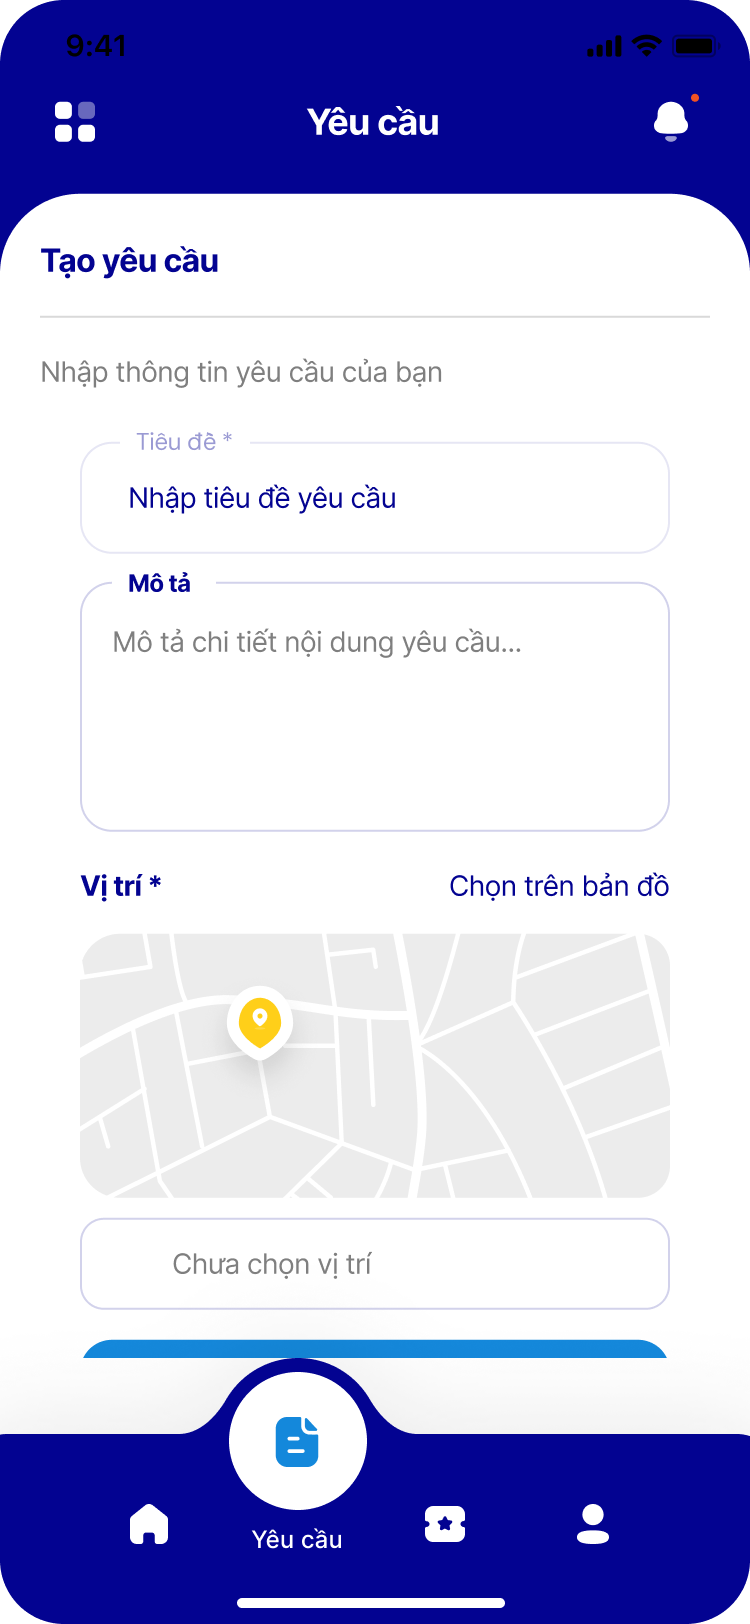 9:41
Yêu cầu
Tạo yêu cầu
Nhập thông tin yêu cầu của bạn
Tiêu đề *
Nhập tiêu đề yêu cầu
Mô tả
Mô tả chi tiết nội dung yêu cầu...
Vị trí *
Chọn trên bản đồ
Chưa chọn vị trí
Yêu cầu